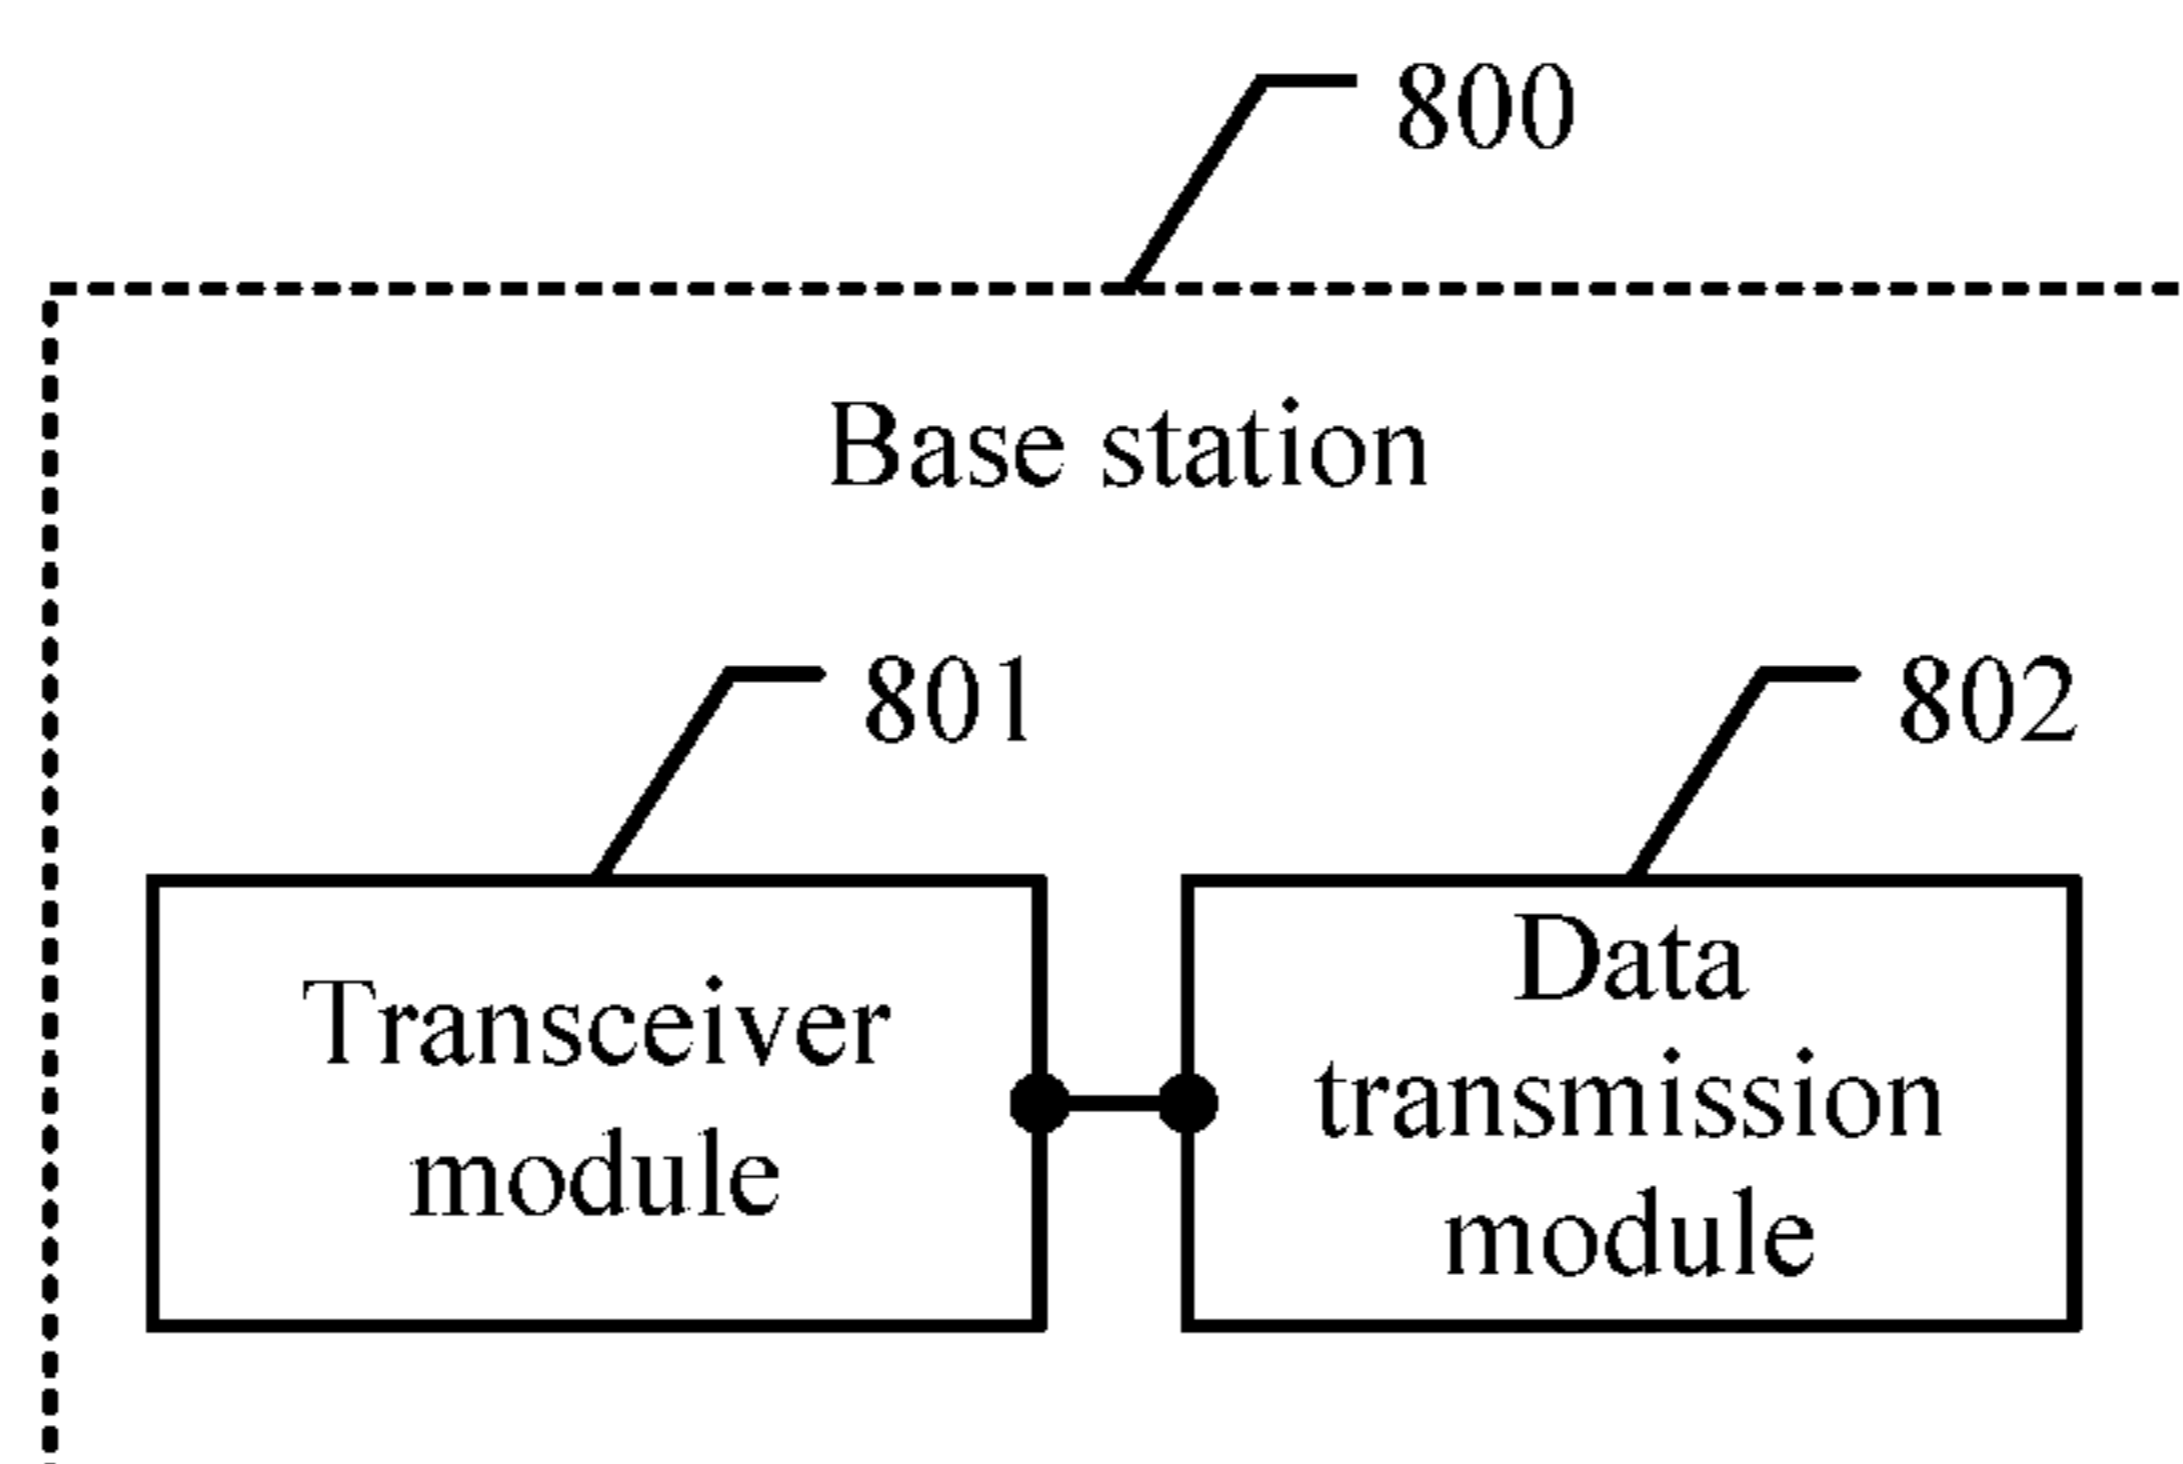 800
Base station
801
802
Transceiver
module
Data
transmission
module